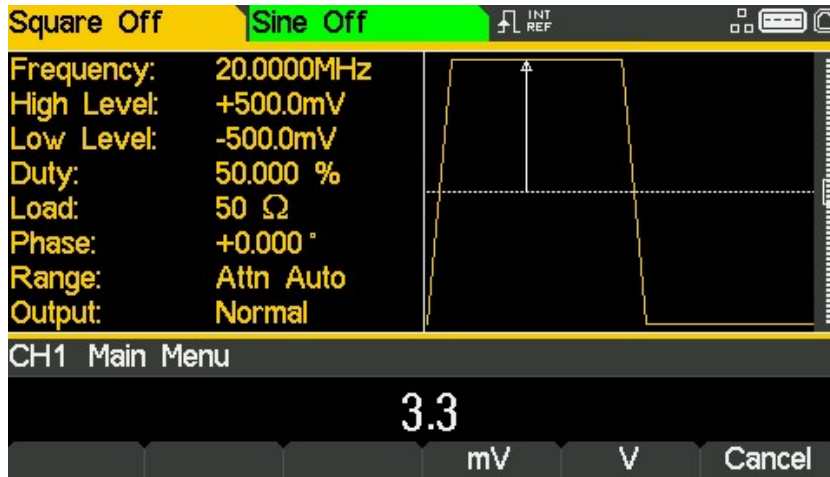 Square Off Sine Off INT REF
Frequency: 20.0000MHz
High Level: +500.0mV
Low Level: -500.0mV
Duty: 50.000 %
Load: 50 Ω
Phase: +0.000 °
Range: Attn Auto
Output: Normal
CH1 Main Menu
3.3
mV V Cancel